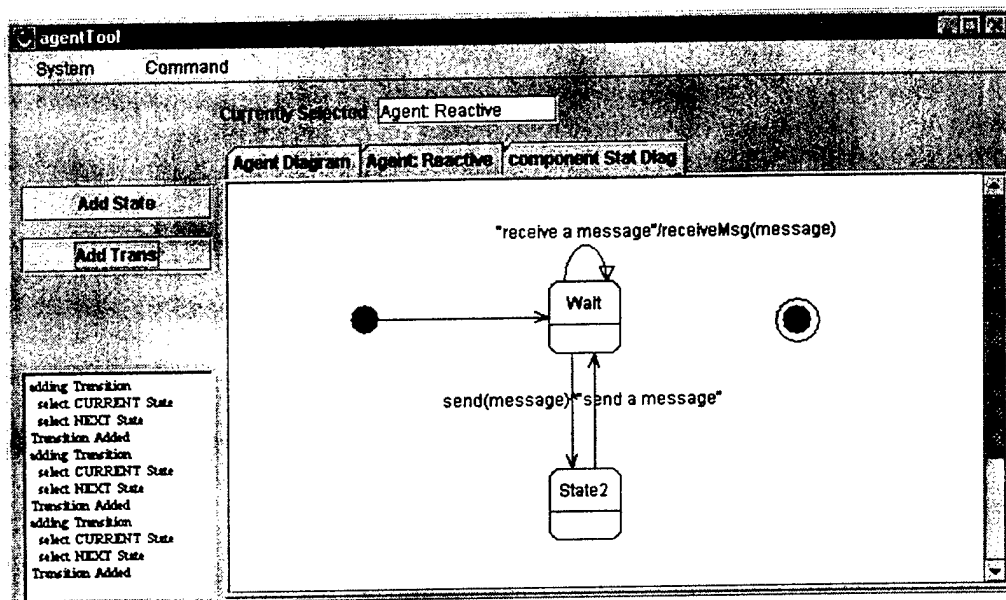 agentTool
System Command
Currently Selected Agent: Reactive
Agent Diagram Agent: Reactive component Stat Diag
Add State
Add Trans
"receive a message"/receiveMsg(message)
Wait
send(message)^"send a message"
State2
adding Transition
select CURRENT State
select NEXT State
Transition Added
adding Transition
select CURRENT State
select NEXT State
Transition Added
adding Transition
select CURRENT State
select NEXT State
Transition Added